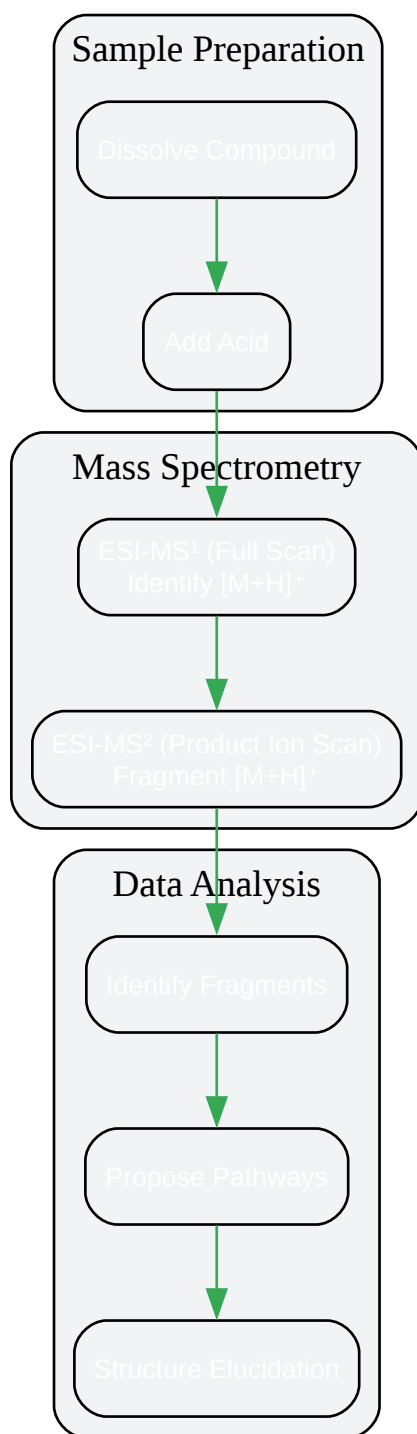 Sample Preparation
Dissolve Compound
Add Acid
Mass Spectrometry
ESI-MS¹ (Full Scan)
Identify [M+H]⁺
ESI-MS² (Product Ion Scan)
Fragment [M+H]⁺
Data Analysis
Identify Fragments
Propose Pathways
Structure Elucidation